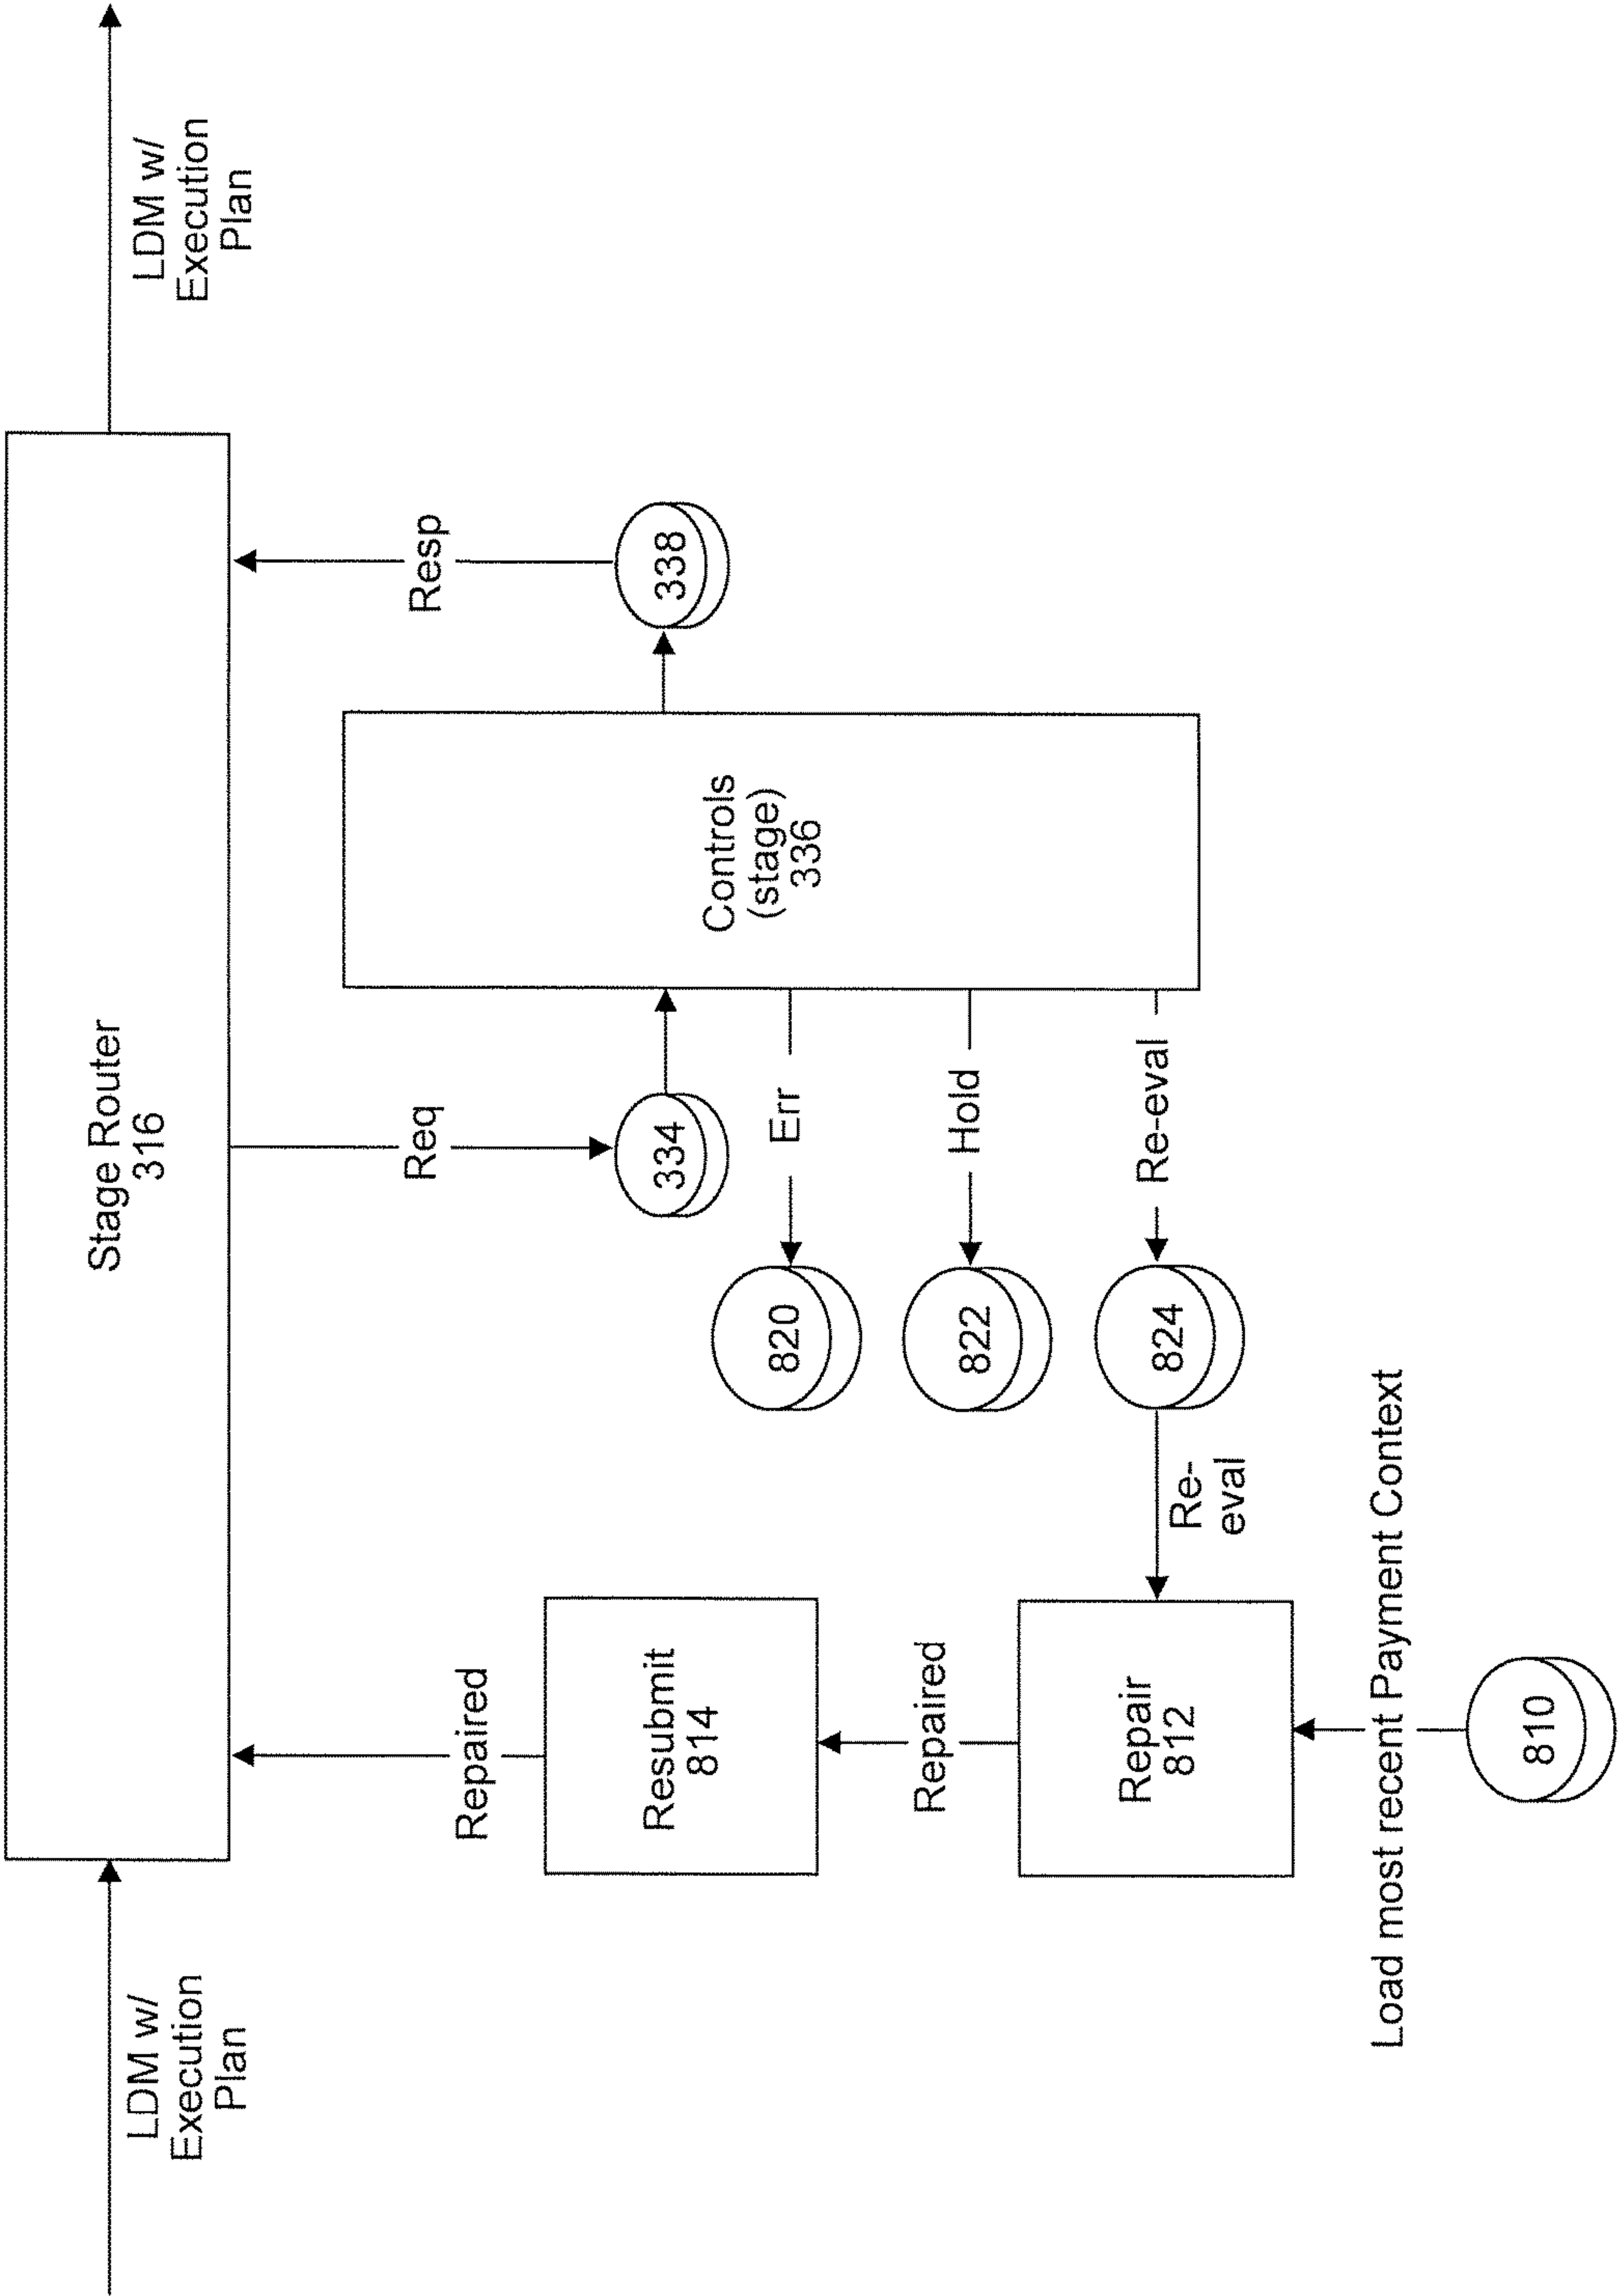 LDM w/
Execution
Plan
Stage Router
316
LDM w/
Execution
Plan
Repaired
Req
Resp
Resubmit
814
334
338
Err
820
Controls
(stage)
336
Repaired
Hold
822
Repair
812
Re-
eval
824
Re-eval
Load most recent Payment Context
810